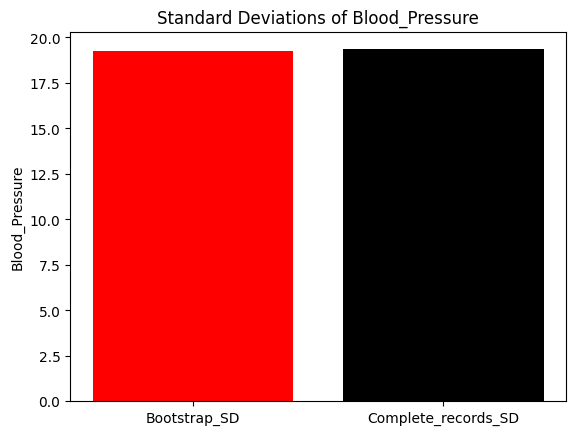 Standard Deviations of Blood_Pressure
Blood_Pressure
20.0
17.5
15.0
12.5
10.0
7.5
5.0
2.5
0.0
Bootstrap_SD
Complete_records_SD